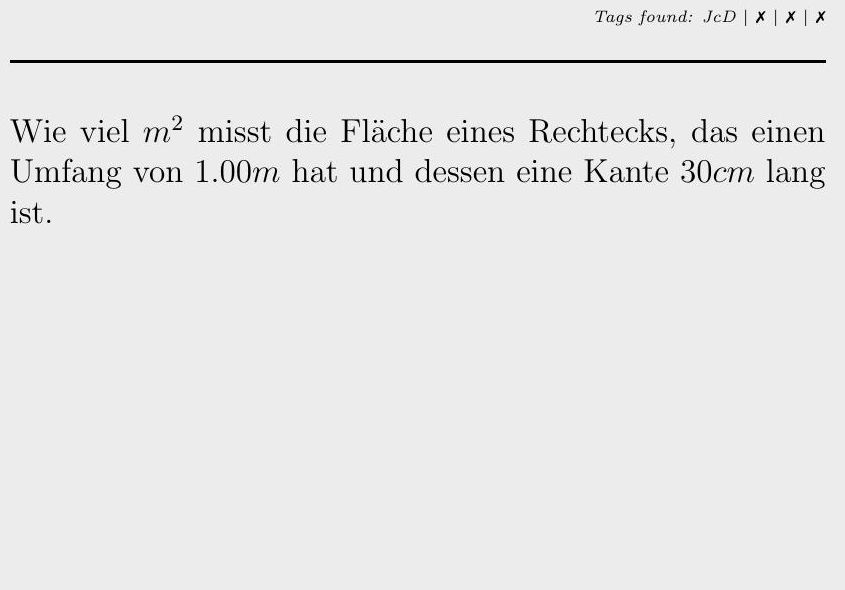 Tags found: JcD | ✗ | ✗ | ✗
Wie viel m² misst die Fläche eines Rechtecks, das einen
Umfang von 1.00m hat und dessen eine Kante 30cm lang
ist.